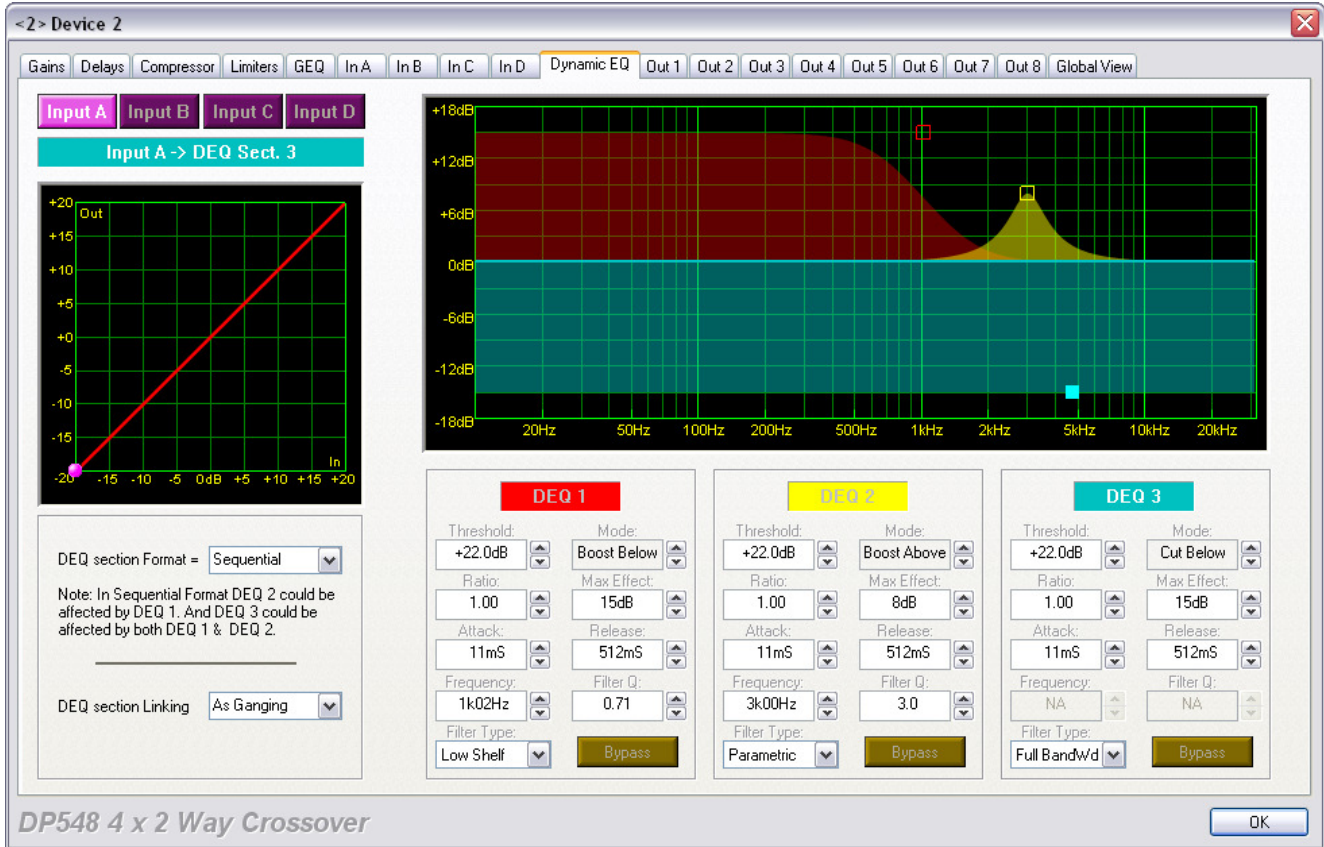 <2> Device 2
Gains Delays Compressor Limiters GEQ In A In B In C In D Dynamic EQ Out 1 Out 2 Out 3 Out 4 Out 5 Out 6 Out 7 Out 8 Global View
Input A Input B Input C Input D
Input A -> DEQ Sect. 3
+20
Out
+15
+10
+5
+0
-5
-10
-15
In
-20 -15 -10 -5 0dB +5 +10 +15 +20
DEQ section Format = Sequential
Note: In Sequential Format DEQ 2 could be
affected by DEQ 1. And DEQ 3 could be
affected by both DEQ 1 & DEQ 2.
DEQ section Linking As Ganging
+18dB
+12dB
+6dB
0dB
-6dB
-12dB
-18dB
20Hz 50Hz 100Hz 200Hz 500Hz 1kHz 2kHz 5kHz 10kHz 20kHz
DEQ 1
Threshold: Mode:
+22.0dB Boost Below
Ratio: Max Effect:
1.00 15dB
Attack: Release:
11mS 512mS
Frequency: Filter Q:
1k02Hz 0.71
Filter Type:
Low Shelf Bypass
DEQ 2
Threshold: Mode:
+22.0dB Boost Above
Ratio: Max Effect:
1.00 8dB
Attack: Release:
11mS 512mS
Frequency: Filter Q:
3k00Hz 3.0
Filter Type:
Parametric Bypass
DEQ 3
Threshold: Mode:
+22.0dB Cut Below
Ratio: Max Effect:
1.00 15dB
Attack: Release:
11mS 512mS
Frequency: Filter Q:
NA NA
Filter Type:
Full BandWd Bypass
DP548 4 x 2 Way Crossover
OK